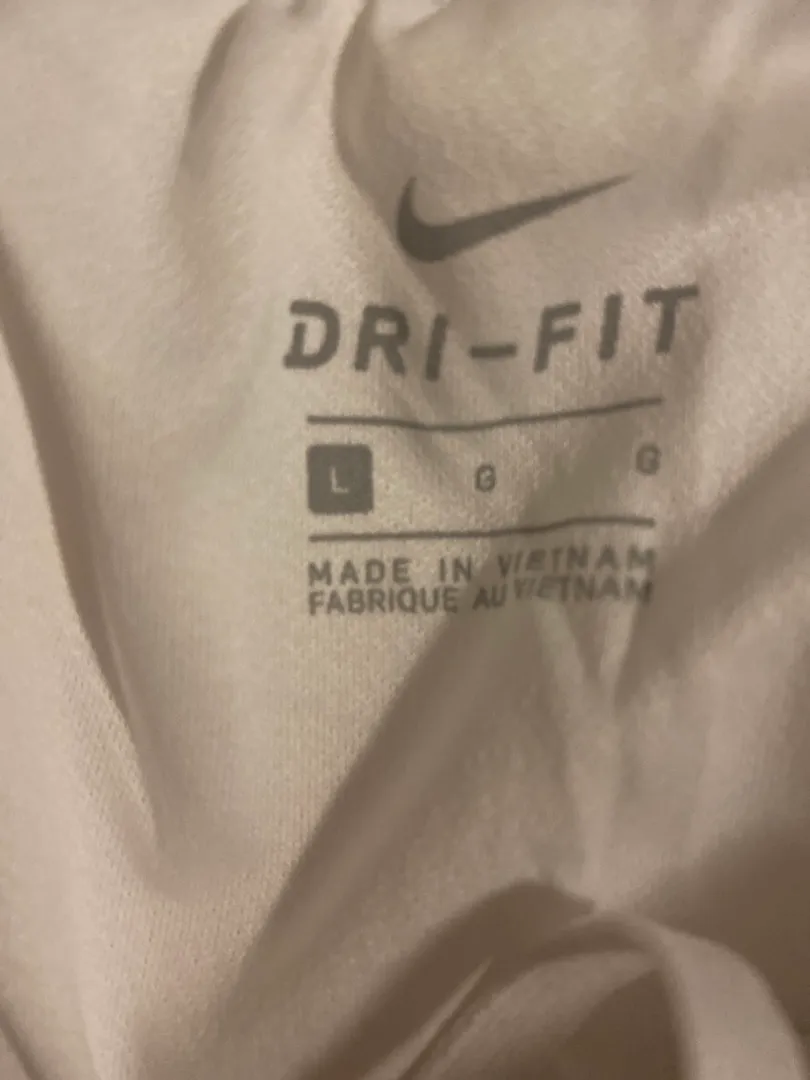 DRI-FIT
L G G
MADE IN VIETNAM
FABRIQUE AU VIETNAM